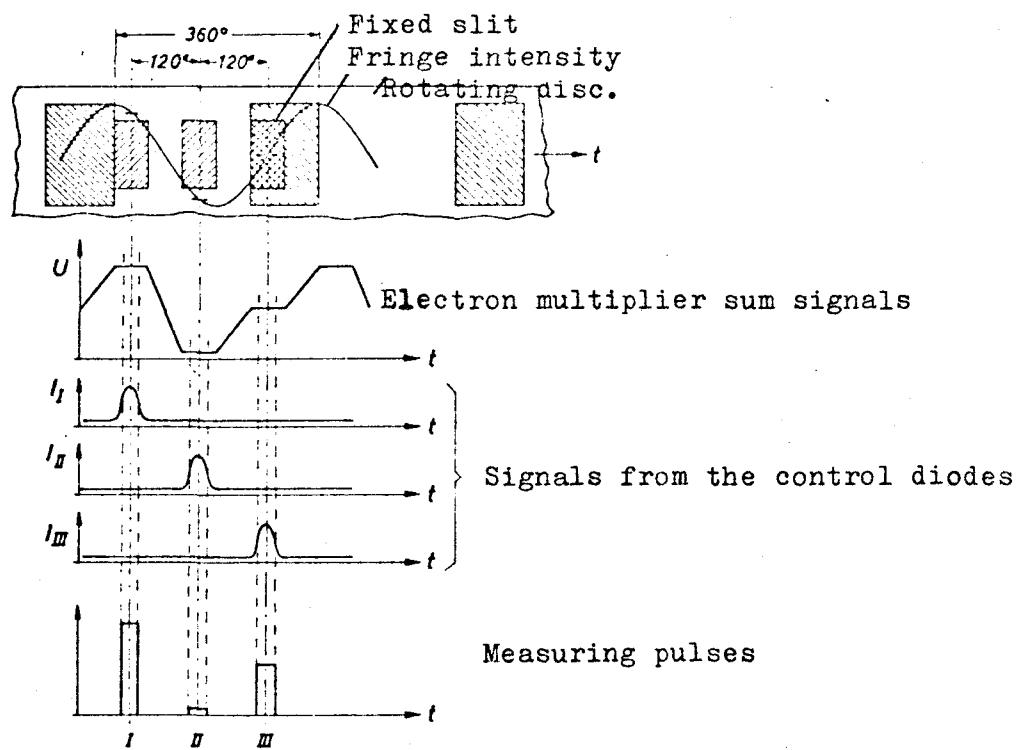 Fixed slit
360°
Fringe intensity
120° 120°
Rotating disc.
t
U
Electron multiplier sum signals
t
I_I
t
I_II
Signals from the control diodes
t
I_III
t
Measuring pulses
t
I II III